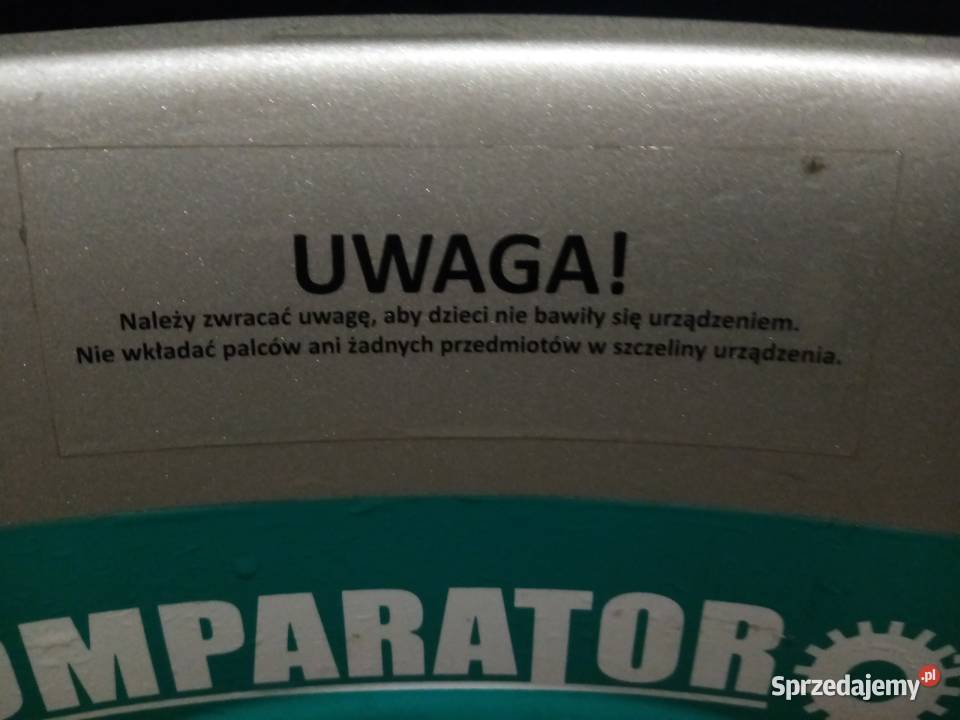 UWAGA!
Należy zwracać uwagę, aby dzieci nie bawiły się urządzeniem.
Nie wkładać palców ani żadnych przedmiotów w szczeliny urządzenia.
OMPARATOR
Sprzedajemy.pl